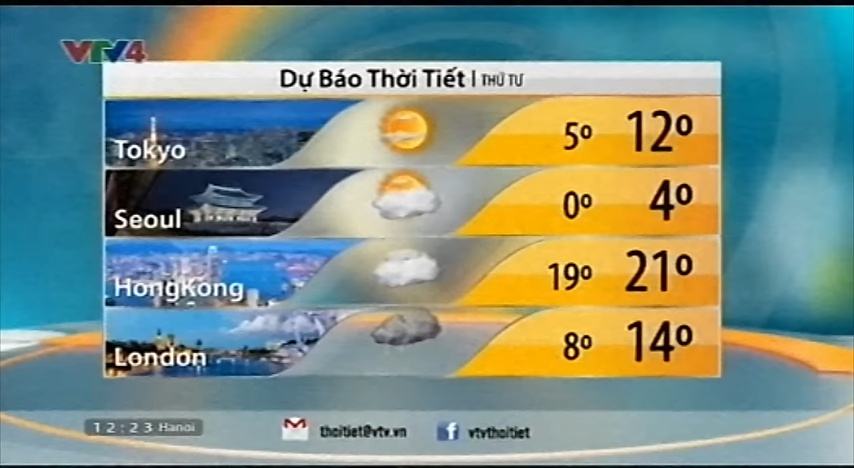 VTV4
Dự Báo Thời Tiết | THỨ TƯ
Tokyo 5º 12º
Seoul 0º 4º
HongKong 19º 21º
London 8º 14º
12:23 Hanoi thoitiet@vtv.vn vtvthoitiet